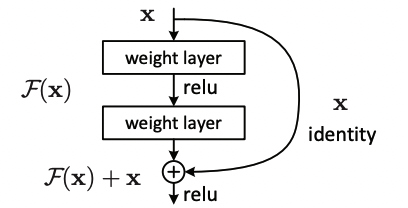 x
weight layer
relu
F(x)
weight layer
x
identity
F(x) + x
+
relu